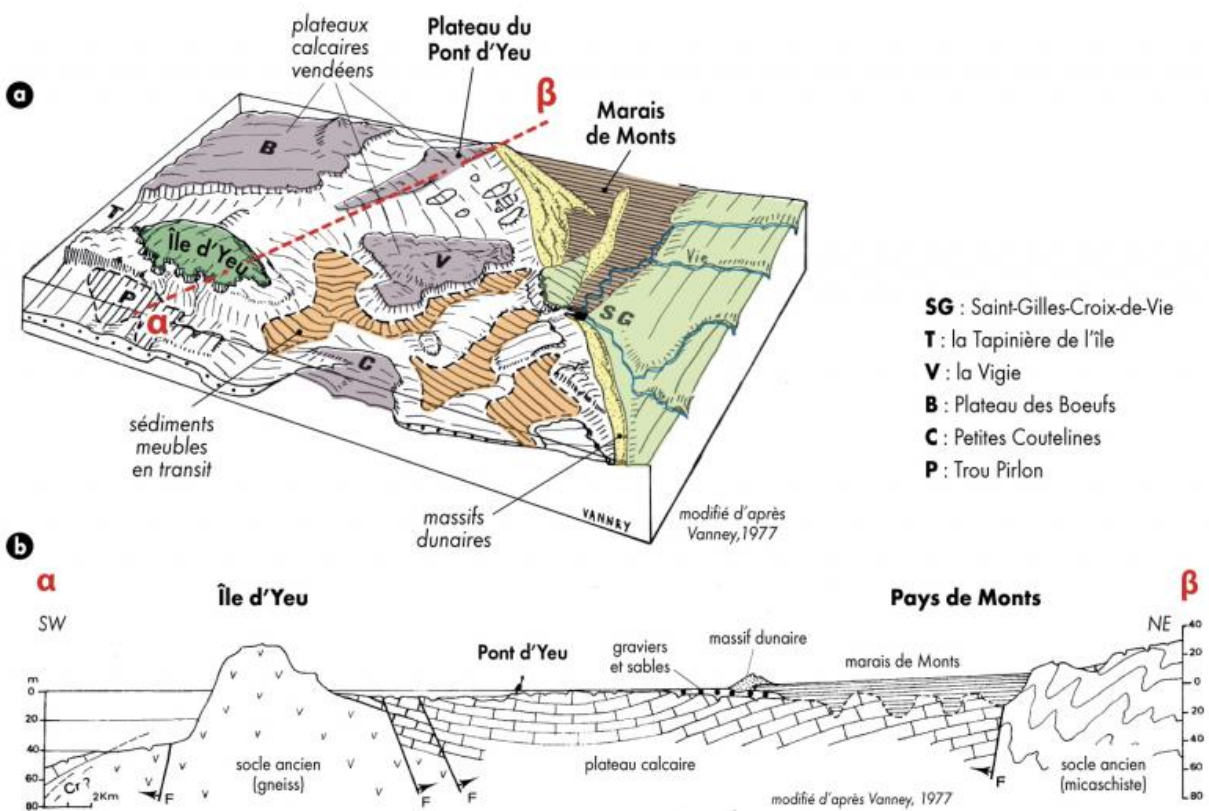 plateaux
calcaires
vendéens
Plateau du
Pont d'Yeu
a
β
Marais
de Monts
B
T
Île d'Yeu
V
Vie
P
α
SG
C
sédiments
meubles
en transit
massifs
dunaires
VANNEY
modifié d'après
Vanney,1977
SG : Saint-Gilles-Croix-de-Vie
T : la Tapinière de l'île
V : la Vigie
B : Plateau des Boeufs
C : Petites Coutelines
P : Trou Pirlon
b
α
Île d'Yeu
Pays de Monts
β
SW
NE
40
20
0
20
40
60
80
m
0
20
40
60
80
Pont d'Yeu
graviers
et sables
massif dunaire
marais de Monts
socle ancien
(gneiss)
plateau calcaire
socle ancien
(micaschiste)
Cr?
2Km
F
F
F
F
modifié d'après Vanney, 1977